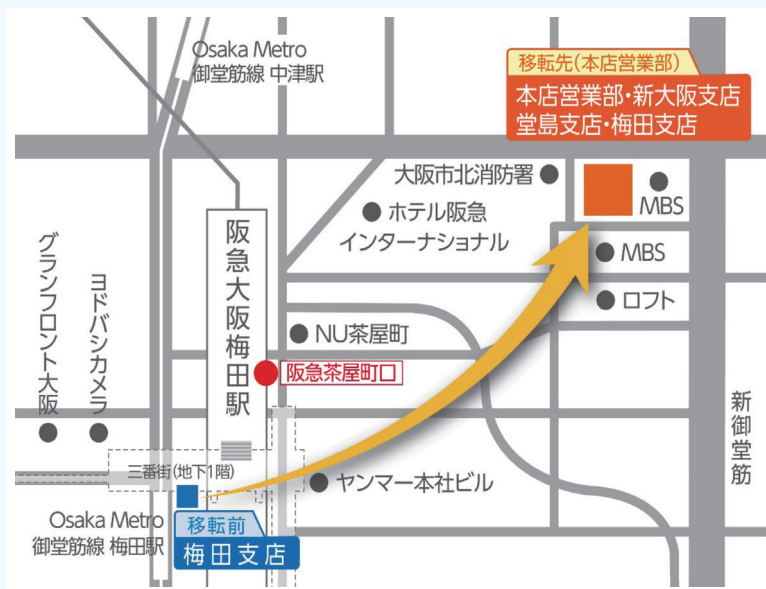 Osaka Metro
御堂筋線 中津駅
移転先(本店営業部)
本店営業部・新大阪支店
堂島支店・梅田支店
大阪市北消防署
MBS
ホテル阪急
インターナショナル
MBS
ロフト
阪急大阪梅田駅
グランフロント大阪
ヨドバシカメラ
NU茶屋町
阪急茶屋町口
新御堂筋
三番街(地下1階)
ヤンマー本社ビル
Osaka Metro
御堂筋線 梅田駅
移転前
梅田支店